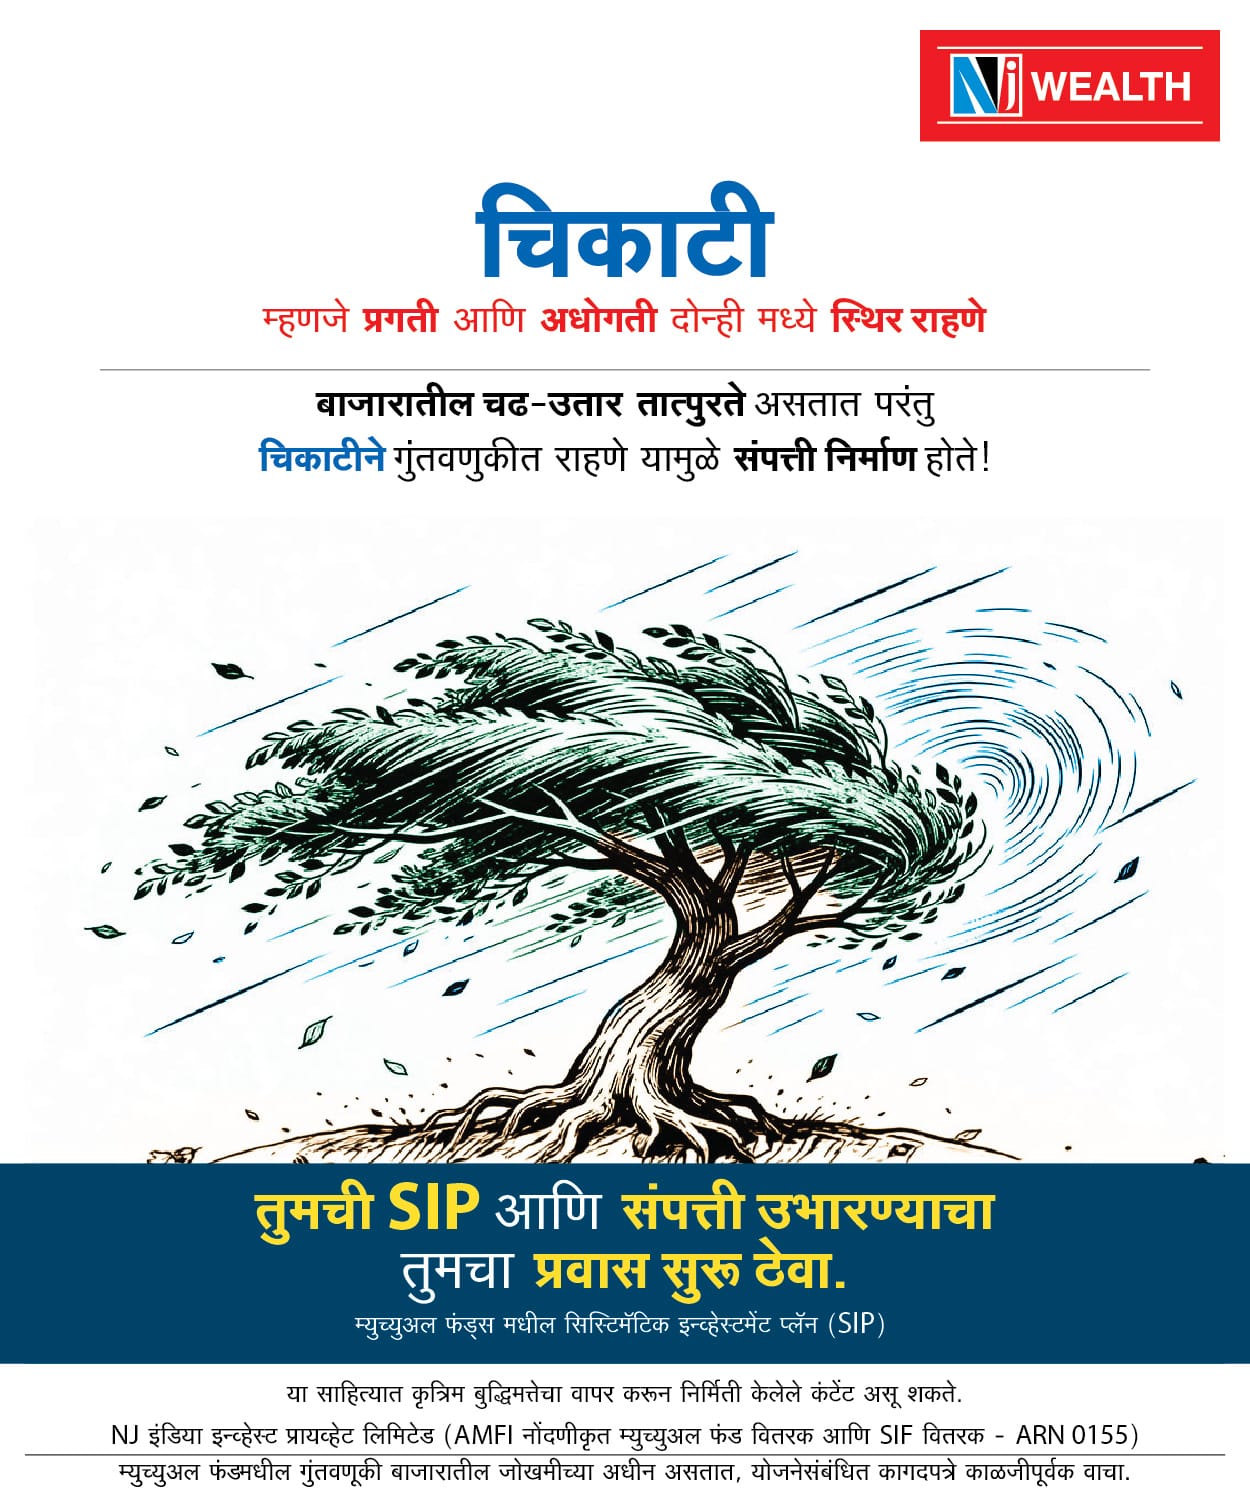 NJ WEALTH
चिकाटी
म्हणजे प्रगती आणि अधोगती दोन्ही मध्ये स्थिर राहणे
बाजारातील चढ-उतार तात्पुरते असतात परंतु
चिकाटीने गुंतवणुकीत राहणे यामुळे संपत्ती निर्माण होते!
तुमची SIP आणि संपत्ती उभारण्याचा
तुमचा प्रवास सुरू ठेवा.
म्युच्युअल फंड्स मधील सिस्टिमॅटिक इन्व्हेस्टमेंट प्लॅन (SIP)
या साहित्यात कृत्रिम बुद्धिमत्तेचा वापर करून निर्मिती केलेले कंटेंट असू शकते.
NJ इंडिया इन्व्हेस्ट प्रायव्हेट लिमिटेड (AMFI नोंदणीकृत म्युच्युअल फंड वितरक आणि SIF वितरक - ARN 0155)
म्युच्युअल फंडमधील गुंतवणूकी बाजारातील जोखमीच्या अधीन असतात, योजनेसंबंधित कागदपत्रे काळजीपूर्वक वाचा.